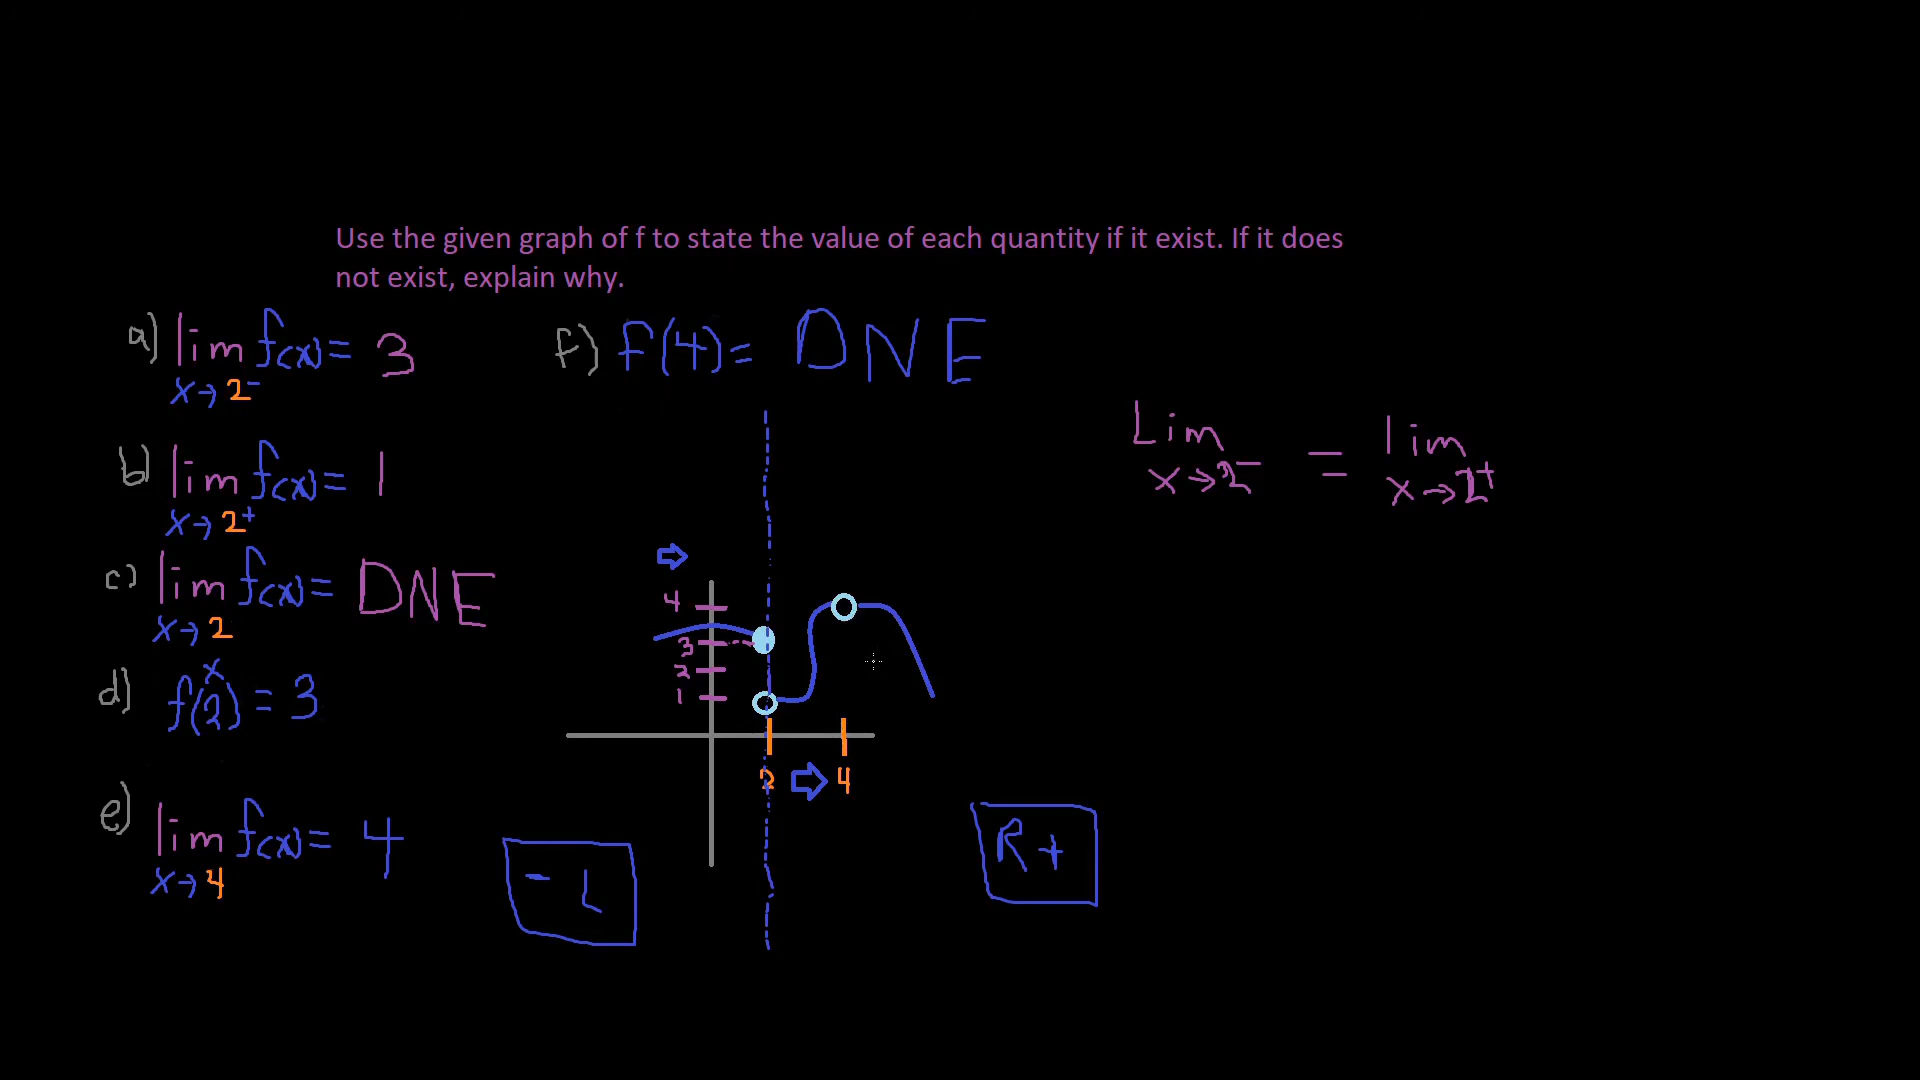 Use the given graph of f to state the value of each quantity if it exist. If it does
not exist, explain why.
a) lim f(x) = 3
x → 2⁻
f) f(4) = DNE
b) lim f(x) = 1
x → 2⁺
Lim = lim
x → 2⁻ x → 2⁺
c) lim f(x) = DNE
x → 2
x
d) f(2) = 3
e) lim f(x) = 4
x → 4
4
3
2
1
2 4
- L
R +